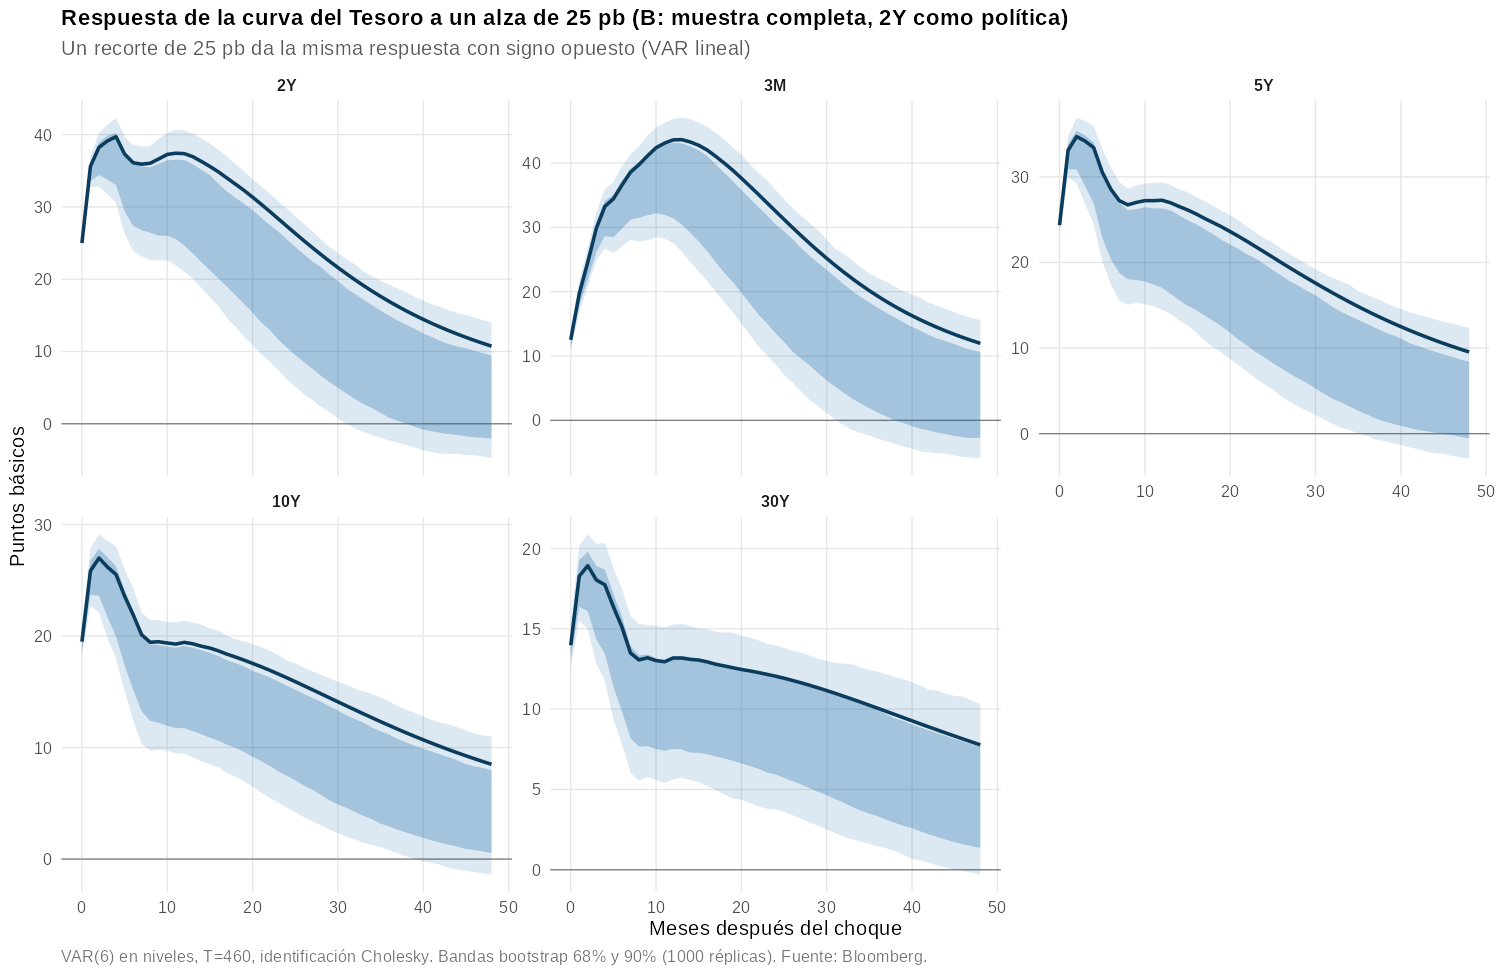 Respuesta de la curva del Tesoro a un alza de 25 pb (B: muestra completa, 2Y como política)
Un recorte de 25 pb da la misma respuesta con signo opuesto (VAR lineal)
2Y
3M
5Y
40
30
20
10
0
40
30
20
10
0
30
20
10
0
0 10 20 30 40 50
10Y
30Y
30
20
10
0
20
15
10
5
0
0 10 20 30 40 50
0 10 20 30 40 50
Puntos básicos
Meses después del choque
VAR(6) en niveles, T=460, identificación Cholesky. Bandas bootstrap 68% y 90% (1000 réplicas). Fuente: Bloomberg.